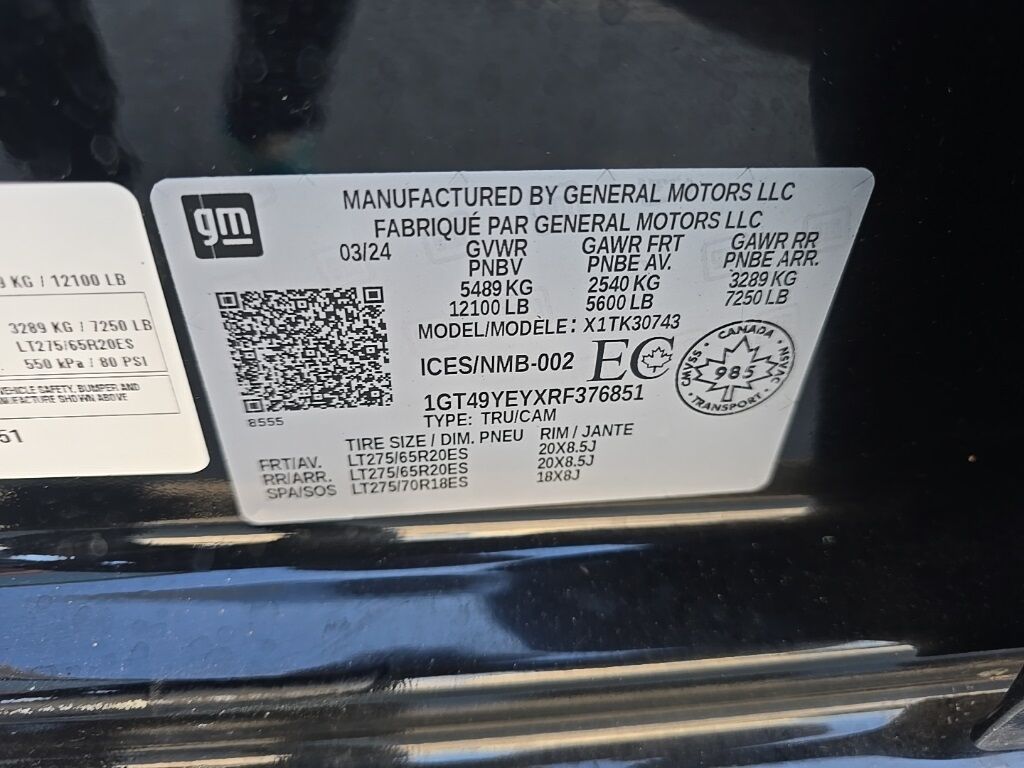 9 KG / 12100 LB
3289 KG / 7250 LB
LT275/65R20ES
550 kPa / 80 PSI
VEHICLE SAFETY, BUMPER AND
SHOWN ABOVE
51
gm
MANUFACTURED BY GENERAL MOTORS LLC
FABRIQUÉ PAR GENERAL MOTORS LLC
03/24 GVWR GAWR FRT GAWR RR
PNBV PNBE AV. PNBE ARR.
5489 KG 2540 KG 3289 KG
12100 LB 5600 LB 7250 LB
MODEL/MODÈLE: X1TK30743
ICES/NMB-002 EC
CANADA
CMVSS 985 NSVAC
TRANSPORT
8555
1GT49YEYXRF376851
TYPE: TRU/CAM
TIRE SIZE / DIM. PNEU RIM / JANTE
FRT/AV. LT275/65R20ES 20X8.5J
RR/ARR. LT275/65R20ES 20X8.5J
SPA/SOS LT275/70R18ES 18X8J